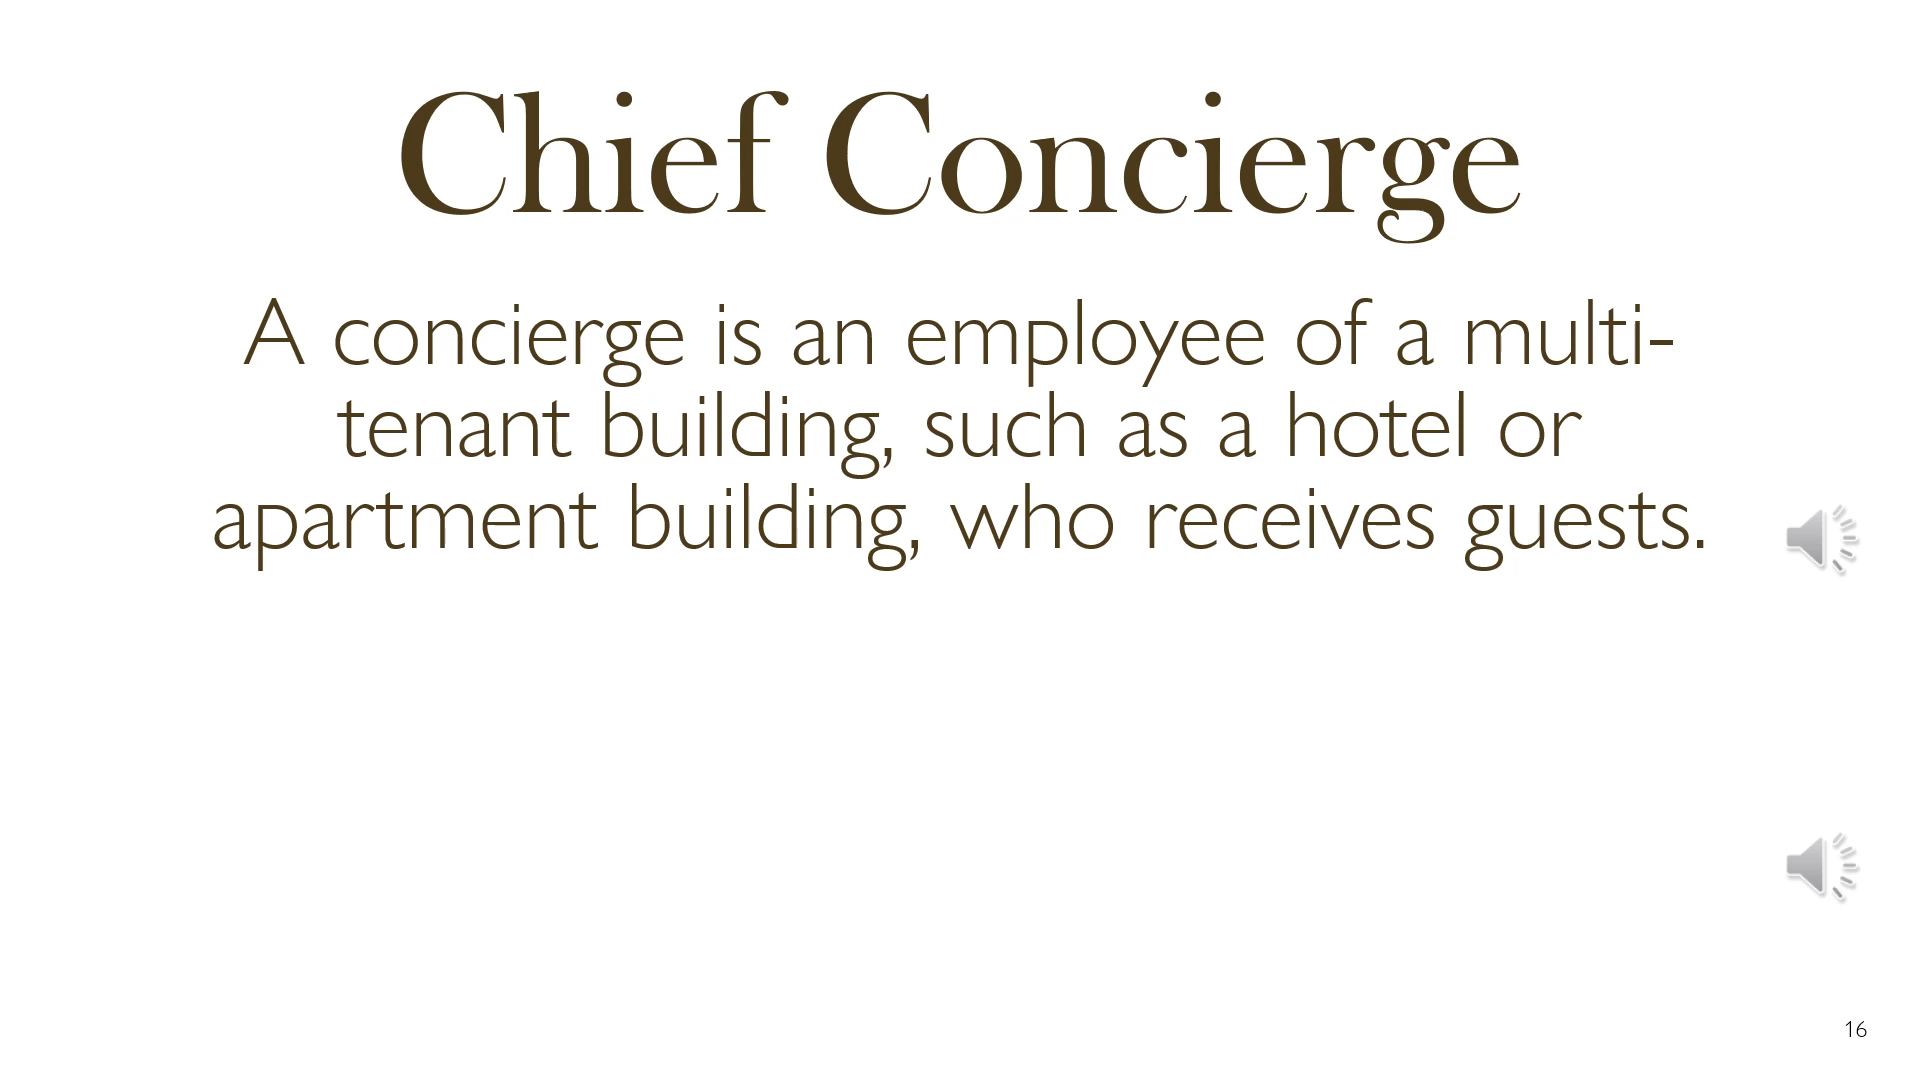 Chief Concierge
A concierge is an employee of a multi-
tenant building, such as a hotel or
apartment building, who receives guests.
16